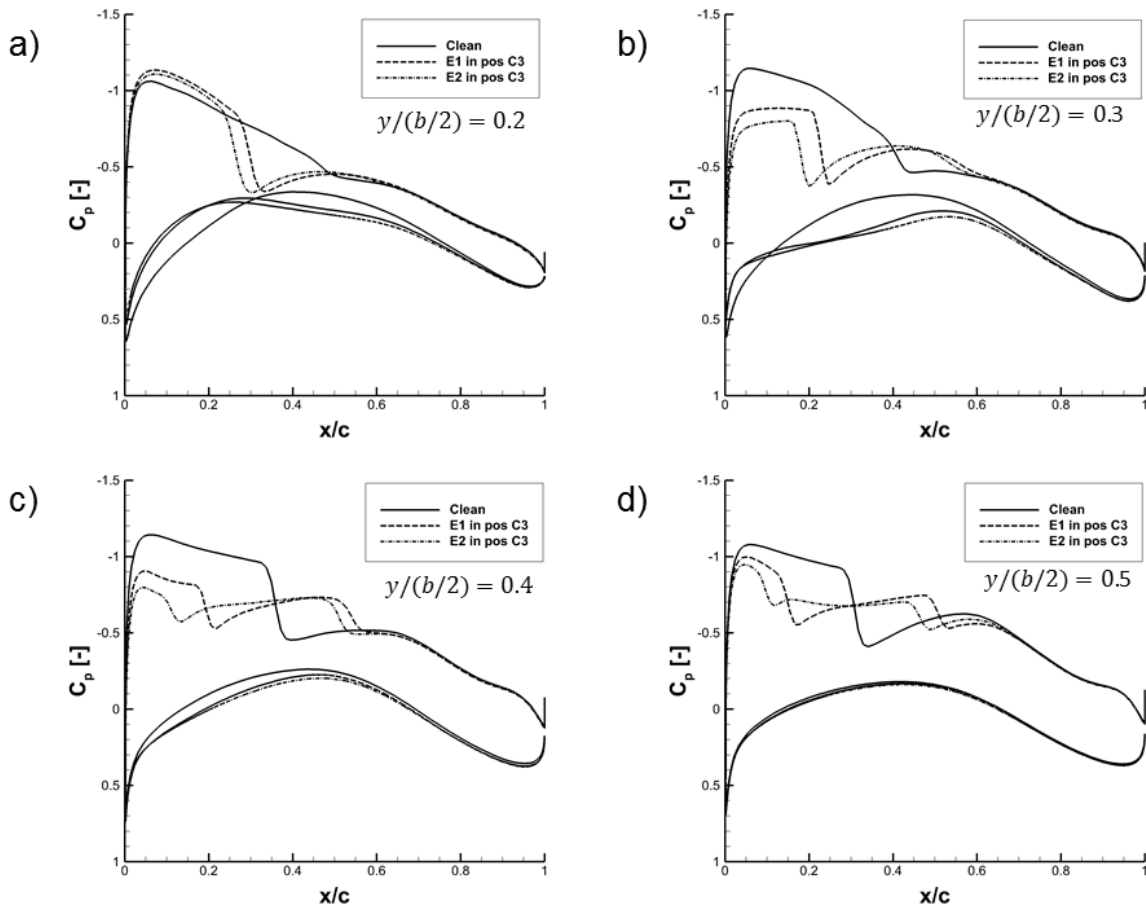 a)
-1.5
-1
-0.5
0
0.5
1
C_p [-]
Clean
E1 in pos C3
E2 in pos C3
y/(b/2) = 0.2
0 0.2 0.4 0.6 0.8 1
x/c
b)
-1.5
-1
-0.5
0
0.5
1
C_p [-]
Clean
E1 in pos C3
E2 in pos C3
y/(b/2) = 0.3
0 0.2 0.4 0.6 0.8 1
x/c
c)
-1.5
-1
-0.5
0
0.5
1
C_p [-]
Clean
E1 in pos C3
E2 in pos C3
y/(b/2) = 0.4
0 0.2 0.4 0.6 0.8 1
x/c
d)
-1.5
-1
-0.5
0
0.5
1
C_p [-]
Clean
E1 in pos C3
E2 in pos C3
y/(b/2) = 0.5
0 0.2 0.4 0.6 0.8 1
x/c